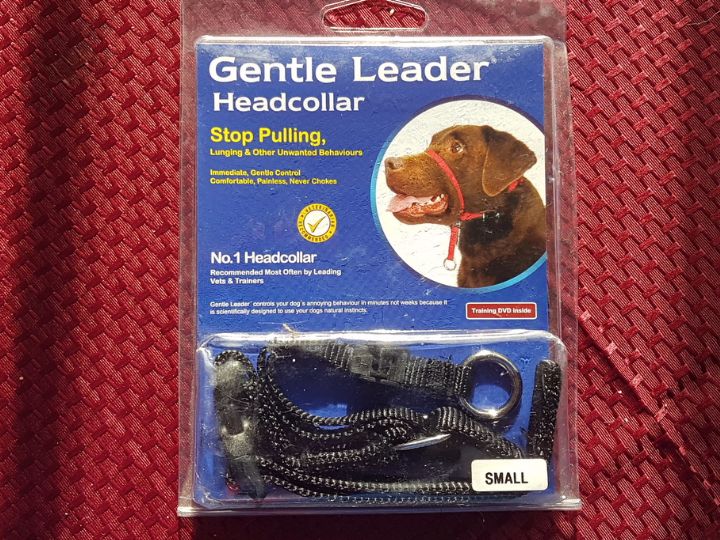 Gentle Leader
Headcollar
Stop Pulling,
Lunging & Other Unwanted Behaviours
Immediate, Gentle Control
Comfortable, Painless, Never Chokes
No.1 Headcollar
Recommended Most Often by Leading
Vets & Trainers
Gentle Leader controls your dog's annoying behaviour in minutes not weeks because it
is scientifically designed to use your dogs natural instincts.
Training DVD Inside
SMALL